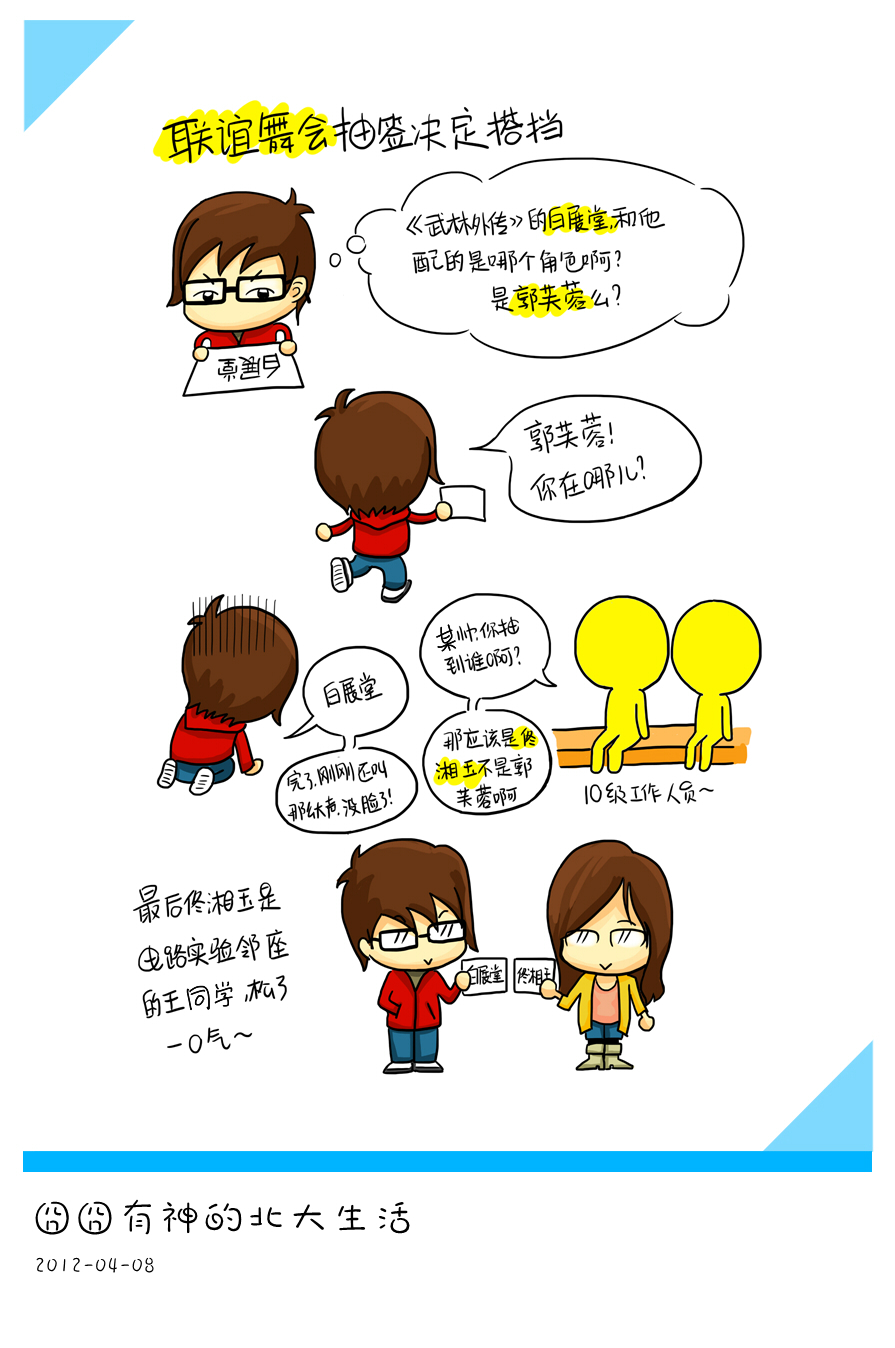 联谊舞会抽签决定搭挡
《武林外传》的白展堂,和他
配的是哪个角色啊?
是郭芙蓉么?
白展堂
郭芙蓉!
你在哪儿?
某帅,你抽
到谁啊?
白展堂
那应该是佟
湘玉不是郭
芙蓉啊
完了,刚刚还叫
那么大声,没脸了!
10级工作人员~
最后佟湘玉是
电路实验邻座
的王同学,松了
一口气~
白展堂
佟相玉
囧囧有神的北大生活
2012-04-08